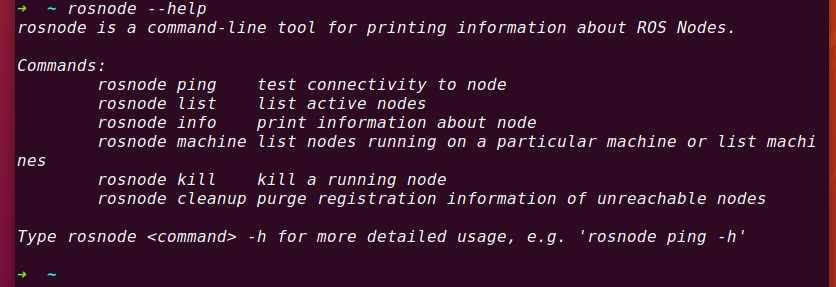 ➜  ~ rosnode --help
rosnode is a command-line tool for printing information about ROS Nodes.

Commands:
        rosnode ping    test connectivity to node
        rosnode list    list active nodes
        rosnode info    print information about node
        rosnode machine list nodes running on a particular machine or list machi
nes
        rosnode kill    kill a running node
        rosnode cleanup purge registration information of unreachable nodes

Type rosnode <command> -h for more detailed usage, e.g. 'rosnode ping -h'

➜  ~